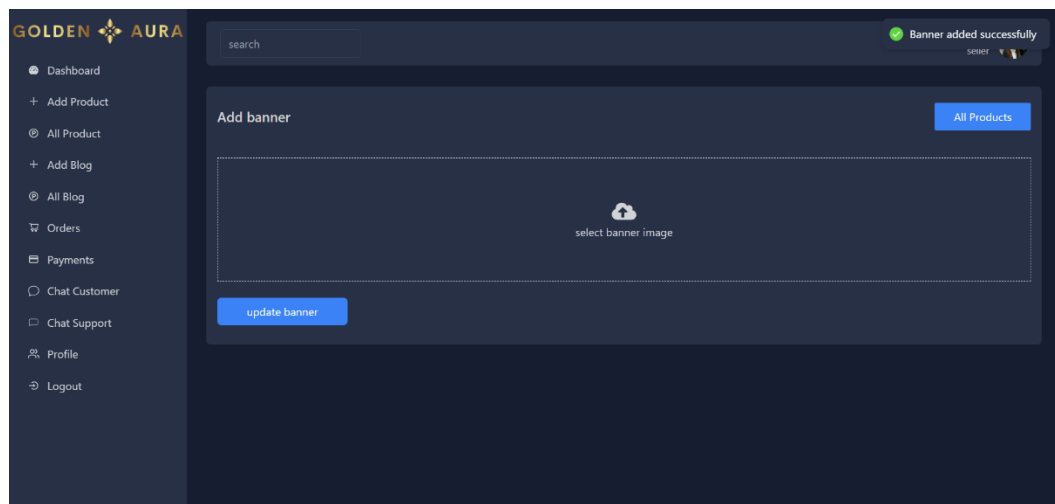 GOLDEN AURA
Dashboard
Add Product
All Product
Add Blog
All Blog
Orders
Payments
Chat Customer
Chat Support
Profile
Logout
search
Banner added successfully
seller
Add banner
All Products
select banner image
update banner